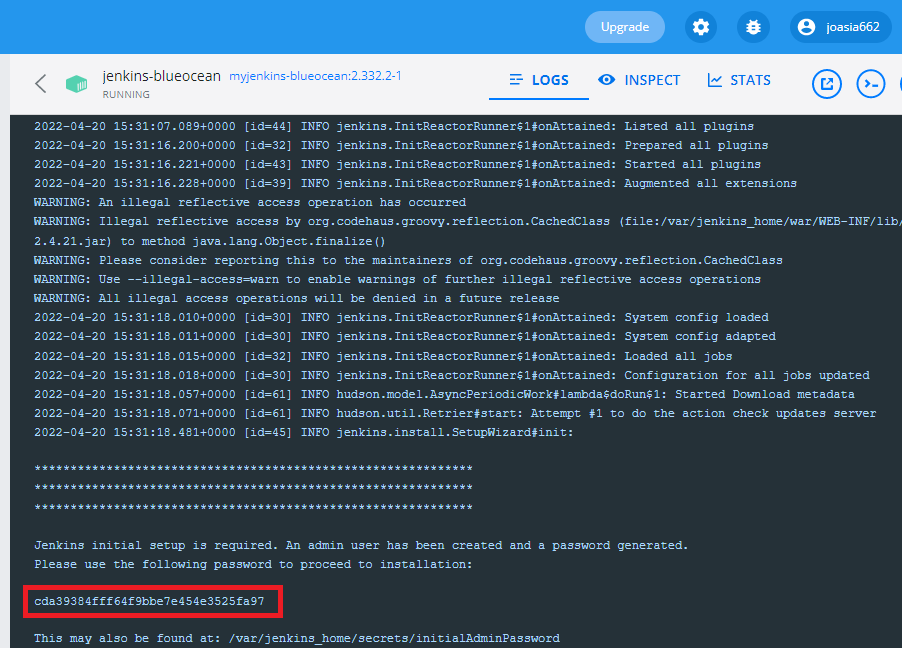 Upgrade
joasia662
jenkins-blueocean myjenkins-blueocean:2.332.2-1
RUNNING
LOGS
INSPECT
STATS
2022-04-20 15:31:07.089+0000 [id=44] INFO jenkins.InitReactorRunner$1#onAttained: Listed all plugins
2022-04-20 15:31:16.200+0000 [id=32] INFO jenkins.InitReactorRunner$1#onAttained: Prepared all plugins
2022-04-20 15:31:16.221+0000 [id=43] INFO jenkins.InitReactorRunner$1#onAttained: Started all plugins
2022-04-20 15:31:16.228+0000 [id=39] INFO jenkins.InitReactorRunner$1#onAttained: Augmented all extensions
WARNING: An illegal reflective access operation has occurred
WARNING: Illegal reflective access by org.codehaus.groovy.reflection.CachedClass (file:/var/jenkins_home/war/WEB-INF/lib/
2.4.21.jar) to method java.lang.Object.finalize()
WARNING: Please consider reporting this to the maintainers of org.codehaus.groovy.reflection.CachedClass
WARNING: Use --illegal-access=warn to enable warnings of further illegal reflective access operations
WARNING: All illegal access operations will be denied in a future release
2022-04-20 15:31:18.010+0000 [id=30] INFO jenkins.InitReactorRunner$1#onAttained: System config loaded
2022-04-20 15:31:18.011+0000 [id=30] INFO jenkins.InitReactorRunner$1#onAttained: System config adapted
2022-04-20 15:31:18.015+0000 [id=32] INFO jenkins.InitReactorRunner$1#onAttained: Loaded all jobs
2022-04-20 15:31:18.018+0000 [id=30] INFO jenkins.InitReactorRunner$1#onAttained: Configuration for all jobs updated
2022-04-20 15:31:18.057+0000 [id=61] INFO hudson.model.AsyncPeriodicWork#lambda$doRun$1: Started Download metadata
2022-04-20 15:31:18.071+0000 [id=61] INFO hudson.util.Retrier#start: Attempt #1 to do the action check updates server
2022-04-20 15:31:18.481+0000 [id=45] INFO jenkins.install.SetupWizard#init:
*************************************************************
*************************************************************
*************************************************************
Jenkins initial setup is required. An admin user has been created and a password generated.
Please use the following password to proceed to installation:
cda39384fff64f9bbe7e454e3525fa97
This may also be found at: /var/jenkins_home/secrets/initialAdminPassword